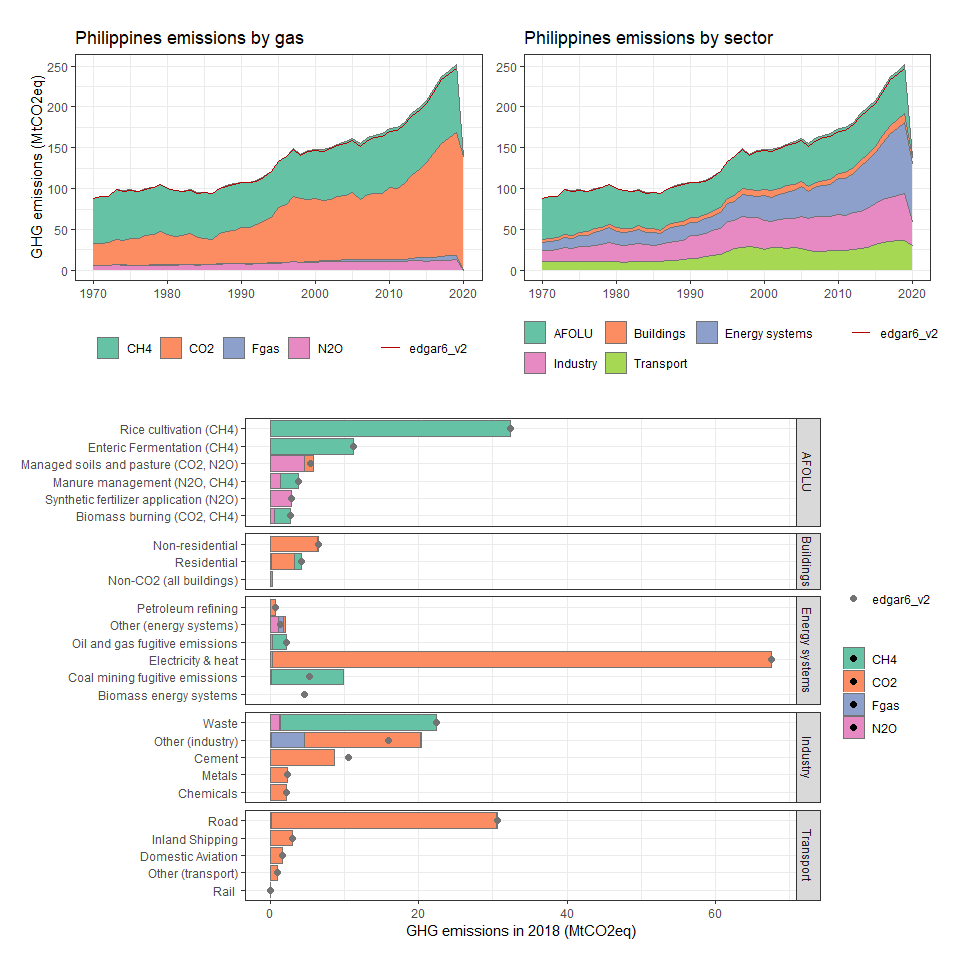 Philippines emissions by gas
GHG emissions (MtCO2eq)
250
200
150
100
50
0
1970 1980 1990 2000 2010 2020
CH4 CO2 Fgas N2O edgar6_v2
Philippines emissions by sector
250
200
150
100
50
0
1970 1980 1990 2000 2010 2020
AFOLU Buildings Energy systems edgar6_v2
Industry Transport
Rice cultivation (CH4)
Enteric Fermentation (CH4)
Managed soils and pasture (CO2, N2O)
Manure management (N2O, CH4)
Synthetic fertilizer application (N2O)
Biomass burning (CO2, CH4)
AFOLU
Non-residential
Residential
Non-CO2 (all buildings)
Buildings
Petroleum refining
Other (energy systems)
Oil and gas fugitive emissions
Electricity & heat
Coal mining fugitive emissions
Biomass energy systems
Energy systems
Waste
Other (industry)
Cement
Metals
Chemicals
Industry
Road
Inland Shipping
Domestic Aviation
Other (transport)
Rail
Transport
0 20 40 60
GHG emissions in 2018 (MtCO2eq)
edgar6_v2
CH4
CO2
Fgas
N2O